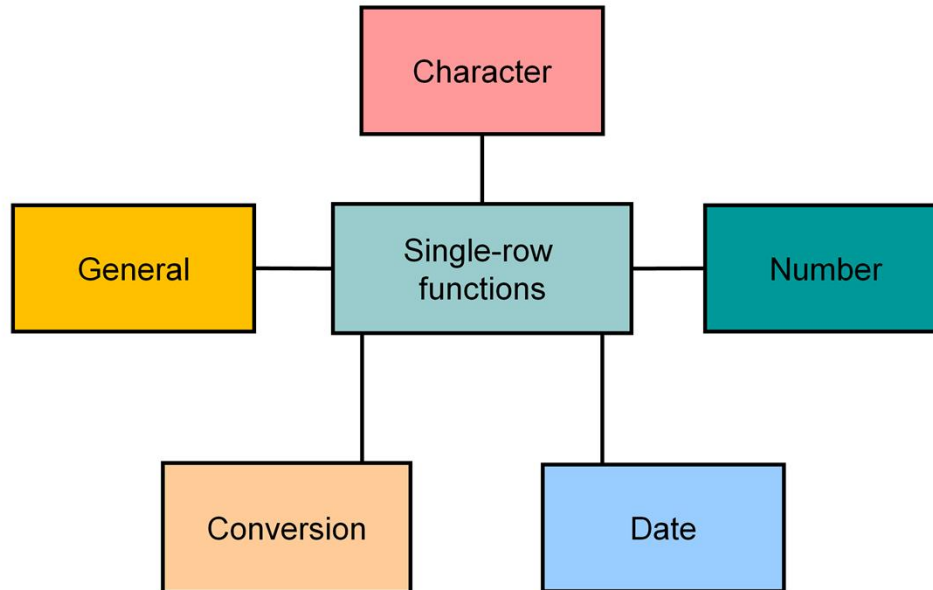 Character
General
Single-row
functions
Number
Conversion
Date